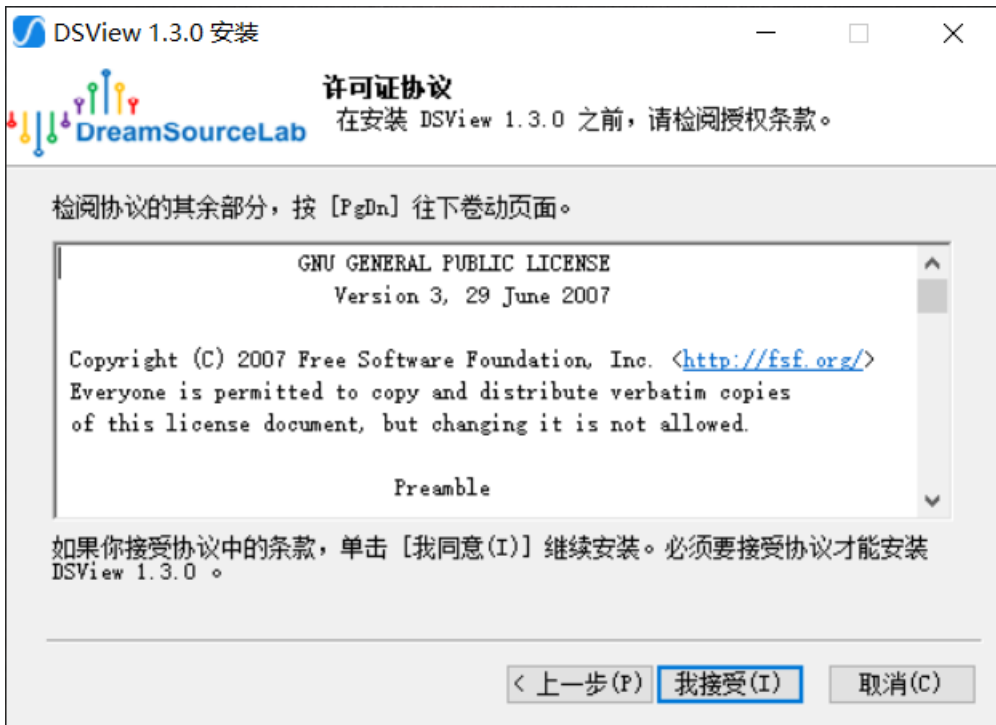 DSView 1.3.0 安装
DreamSourceLab
许可证协议
在安装 DSView 1.3.0 之前，请检阅授权条款。
检阅协议的其余部分，按 [PgDn] 往下卷动页面。
GNU GENERAL PUBLIC LICENSE
Version 3, 29 June 2007
Copyright (C) 2007 Free Software Foundation, Inc. <http://fsf.org/>
Everyone is permitted to copy and distribute verbatim copies
of this license document, but changing it is not allowed.
Preamble
如果你接受协议中的条款，单击 [我同意(I)] 继续安装。必须要接受协议才能安装
DSView 1.3.0 。
< 上一步(P) 我接受(I) 取消(C)